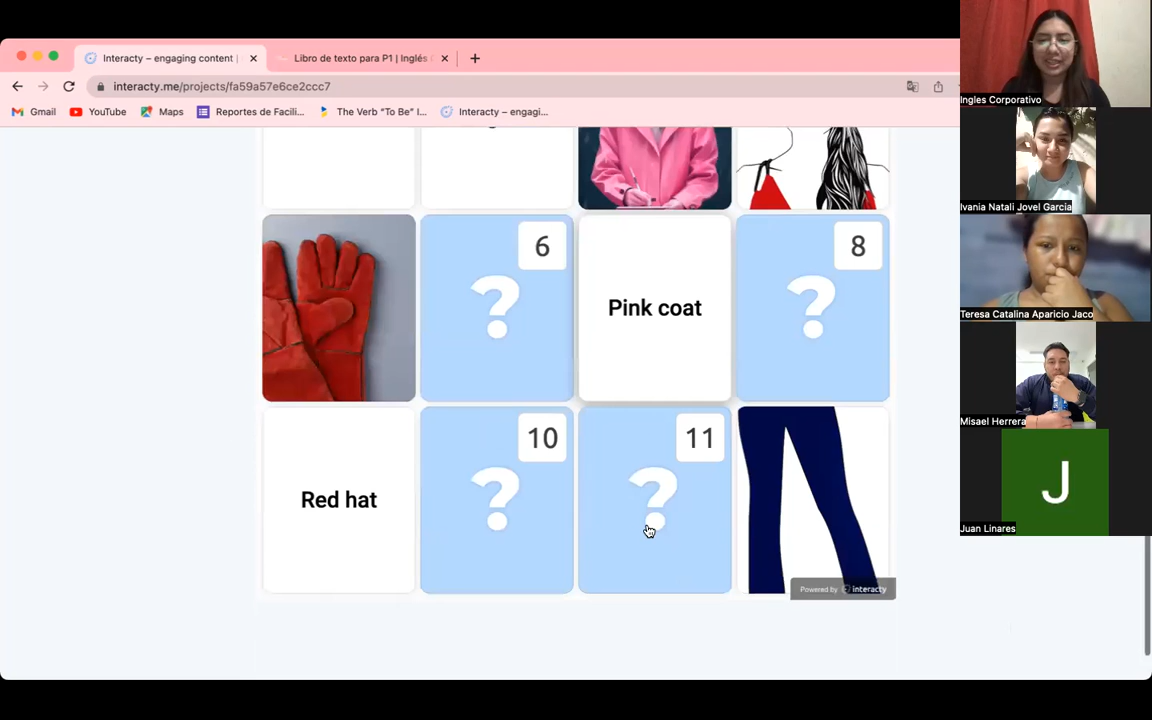 Interacty – engaging content |
Libro de texto para P1 | Inglés
interacty.me/projects/fa59a57e6ce2ccc7
Gmail
YouTube
Maps
Reportes de Facili...
The Verb "To Be" I...
Interacty – engagi...
6
Pink coat
8
Red hat
10
11
Powered by interacty
Ingles Corporativo
Ivania Natali Jovel Garcia
Teresa Catalina Aparicio Jaco
Misael Herrera
J
Juan Linares